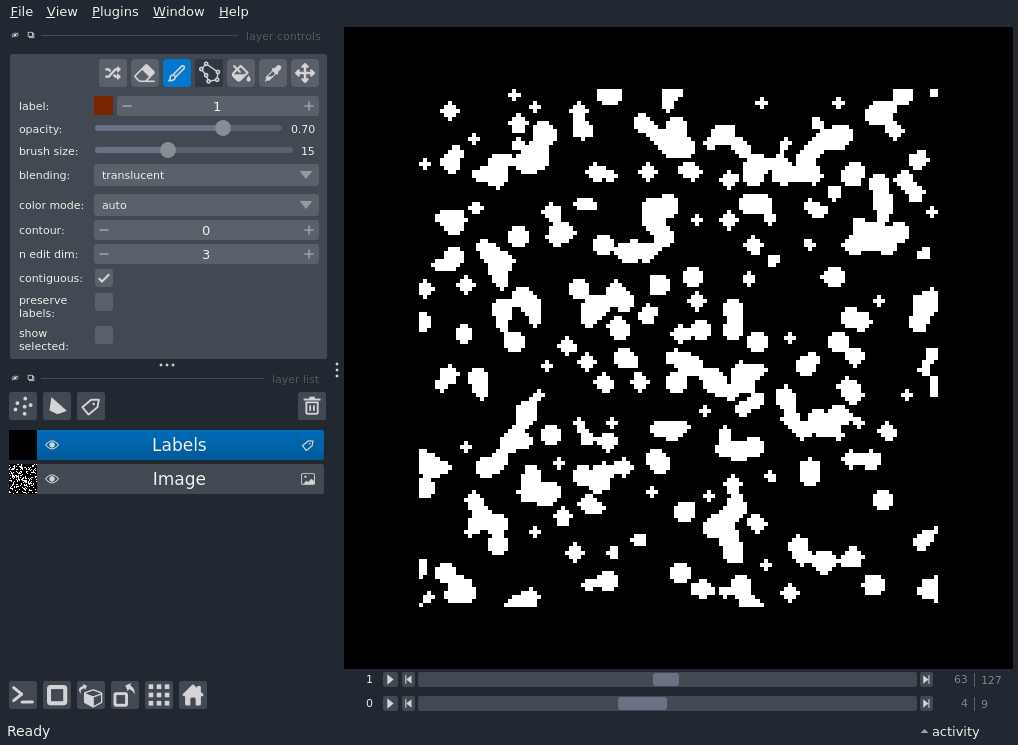 File View Plugins Window Help
layer controls
label: 1
opacity: 0.70
brush size: 15
blending: translucent
color mode: auto
contour: 0
n edit dim: 3
contiguous:
preserve
labels:
show
selected:
layer list
Labels
Image
1 63 127
0 4 9
Ready activity